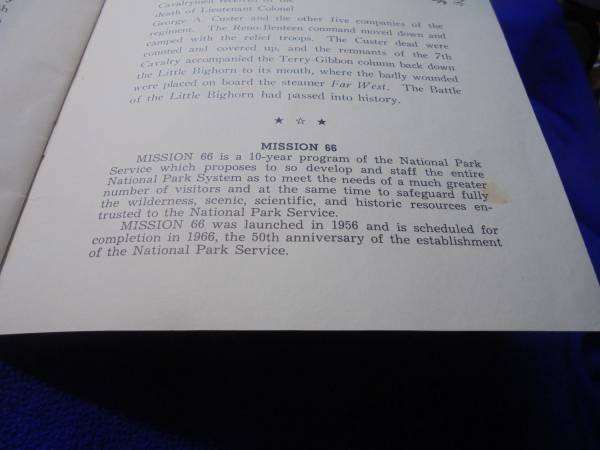 Cavalrymen received of the
death of Lieutenant Colonel
George A. Custer and the other five companies of the
regiment. The Reno-Benteen command moved down and
camped with the relief troops. The Custer dead were
counted and covered up, and the remnants of the 7th
Cavalry accompanied the Terry-Gibbon column back down
the Little Bighorn to its mouth, where the badly wounded
were placed on board the steamer Far West. The Battle
of the Little Bighorn had passed into history.
★ ☆ ★
MISSION 66
MISSION 66 is a 10-year program of the National Park
Service which proposes to so develop and staff the entire
National Park System as to meet the needs of a much greater
number of visitors and at the same time to safeguard fully
the wilderness, scenic, scientific, and historic resources en-
trusted to the National Park Service.
MISSION 66 was launched in 1956 and is scheduled for
completion in 1966, the 50th anniversary of the establishment
of the National Park Service.